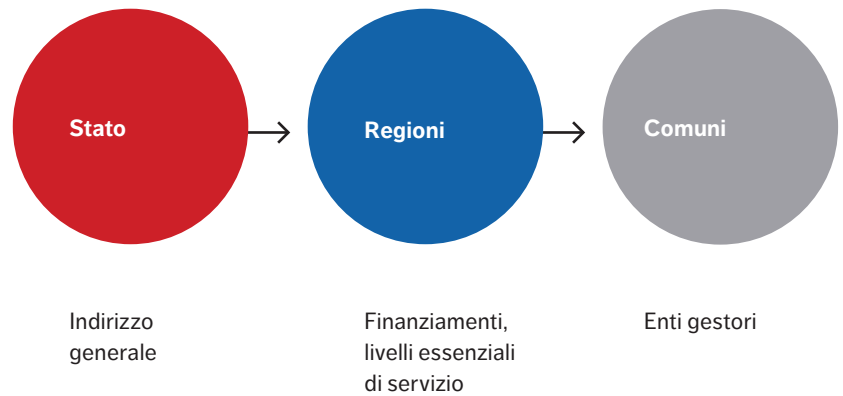 Stato
Regioni
Comuni
Indirizzo
generale
Finanziamenti,
livelli essenziali
di servizio
Enti gestori